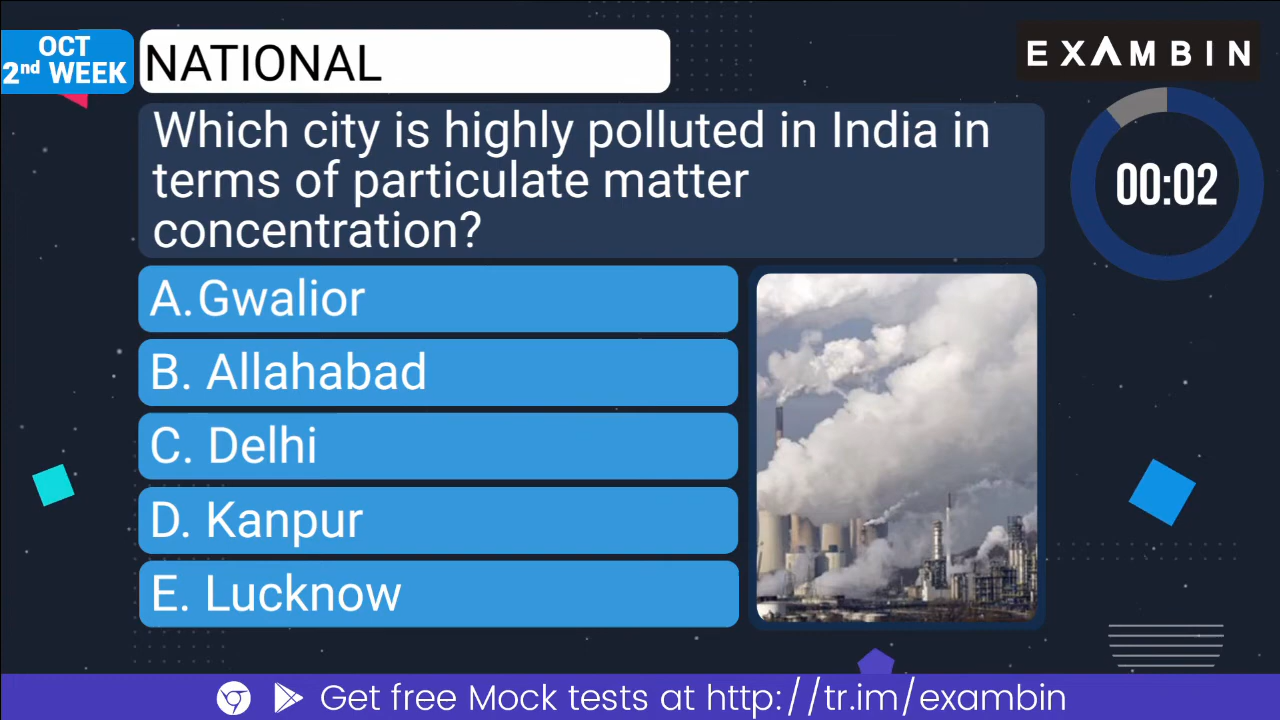 OCT
2nd WEEK
NATIONAL
EXAMBIN
Which city is highly polluted in India in
terms of particulate matter
concentration?
00:02
A.Gwalior
B. Allahabad
C. Delhi
D. Kanpur
E. Lucknow
Get free Mock tests at http://tr.im/exambin